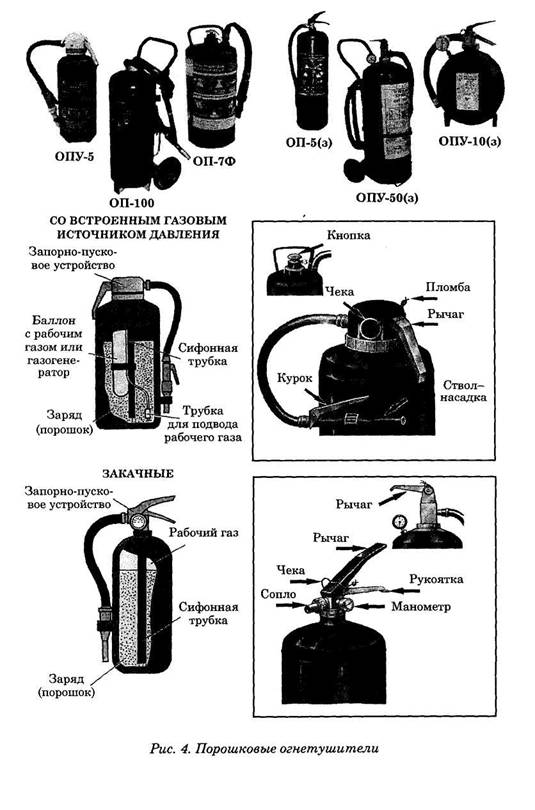 ОПУ-5
ОП-100
ОП-7Ф
ОП-5(з)
ОПУ-50(з)
ОПУ-10(з)
СО ВСТРОЕННЫМ ГАЗОВЫМ
ИСТОЧНИКОМ ДАВЛЕНИЯ
Запорно-пуско-
вое устройство
Баллон
с рабочим
газом или
газогене-
ратор
Сифонная
трубка
Заряд
(порошок)
Трубка
для подвода
рабочего газа
Кнопка
Чека
Пломба
Рычаг
Курок
Ствол–
насадка
ЗАКАЧНЫЕ
Запорно-пуско-
вое устройство
Рабочий газ
Сифонная
трубка
Заряд
(порошок)
Рычаг
Рычаг
Чека
Сопло
Рукоятка
Манометр
Рис. 4. Порошковые огнетушители